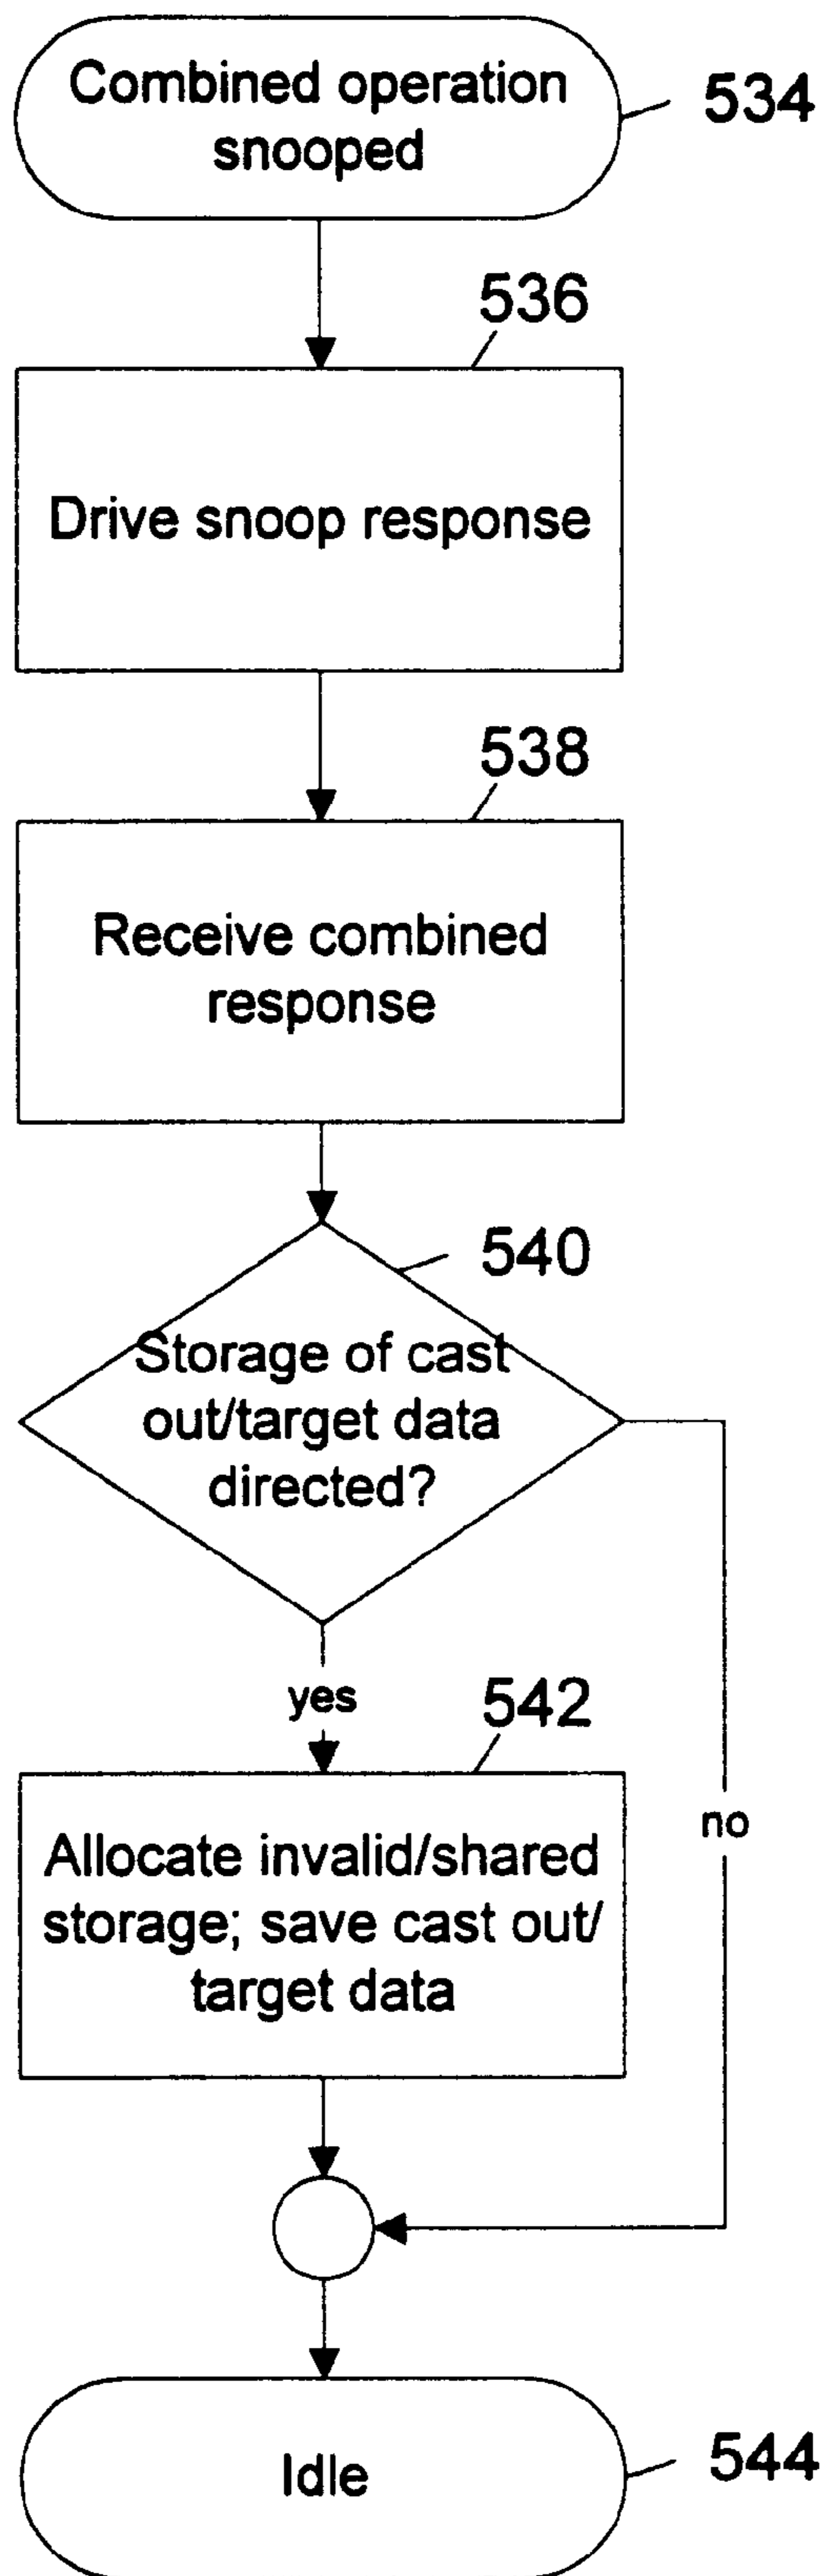 Combined operation
snooped
534
536
Drive snoop response
538
Receive combined
response
540
Storage of cast
out/target data
directed?
yes
542
no
Allocate invalid/shared
storage; save cast out/
target data
Idle
544